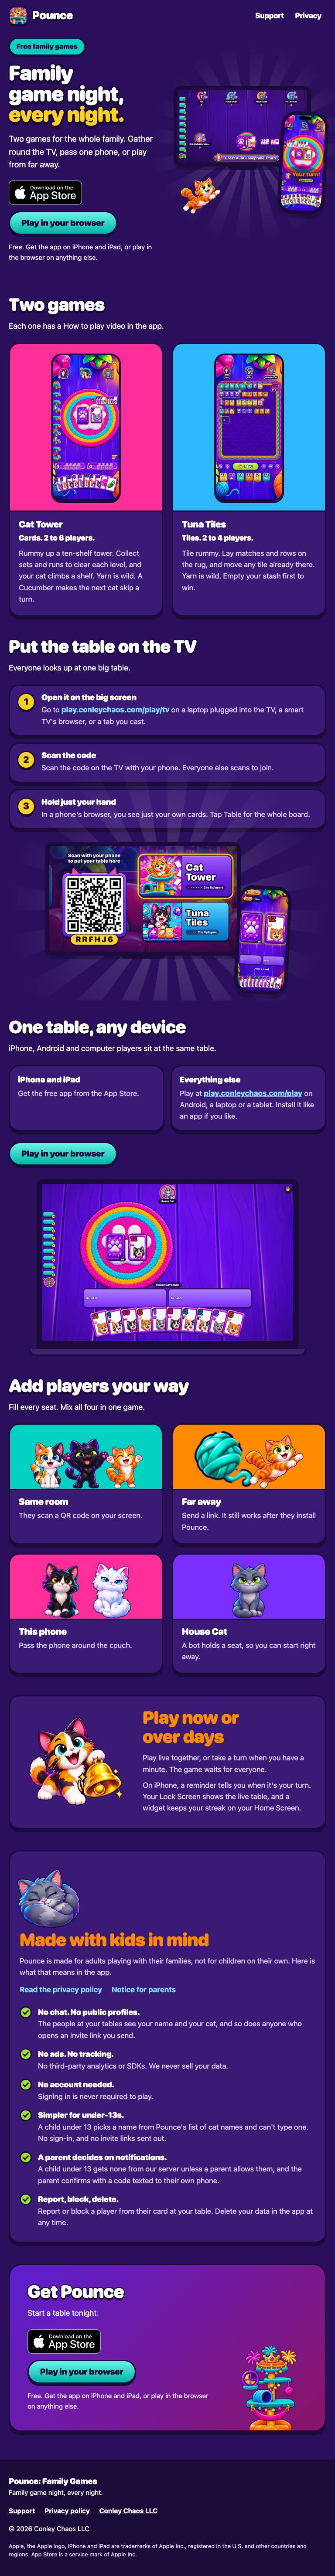 Pounce
Support
Privacy
Free family games
Family
game night,
every night.
Two games for the whole family. Gather
round the TV, pass one phone, or play
from far away.
Download on the
App Store
Play in your browser
Free. Get the app on iPhone and iPad, or play in
the browser on anything else.
Your turn!
Two games
Each one has a How to play video in the app.
Cat Tower
Cards. 2 to 6 players.
Rummy up a ten-shelf tower. Collect
sets and runs to clear each level, and
your cat climbs a shelf. Yarn is wild. A
Cucumber makes the next cat skip a
turn.
Tuna Tiles
Tiles. 2 to 4 players.
Tile rummy. Lay matches and rows on
the rug, and move any tile already there.
Yarn is wild. Empty your stash first to
win.
Put the table on the TV
Everyone looks up at one big table.
1
Open it on the big screen
Go to play.conleychaos.com/play/tv on a laptop plugged into the TV, a smart
TV's browser, or a tab you cast.
2
Scan the code
Scan the code on the TV with your phone. Everyone else scans to join.
3
Hold just your hand
In a phone's browser, you see just your own cards. Tap Table for the whole board.
Scan with your phone
to put your game here
RRFHJ6
Cat
Tower
Tuna
Tiles
12
One table, any device
iPhone, Android and computer players sit at the same table.
iPhone and iPad
Get the free app from the App Store.
Everything else
Play at play.conleychaos.com/play on
Android, a laptop or a tablet. Install it like
an app if you like.
Play in your browser
Add players your way
Fill every seat. Mix all four in one game.
Same room
They scan a QR code on your screen.
Far away
Send a link. It still works after they install
Pounce.
This phone
Pass the phone around the couch.
House Cat
A bot holds a seat, so you can start right
away.
Play now or
over days
Play live together, or take a turn when you have a
minute. The game waits for everyone.
On iPhone, a reminder tells you when it's your turn.
Your Lock Screen shows the live table, and a
widget keeps your streak on your Home Screen.
Made with kids in mind
Pounce is made for adults playing with their families, not for children on their own. Here is
what that means in the app.
Read the privacy policy
Notice for parents
No chat. No public profiles.
The people at your tables see your name and your cat, and so does anyone who
opens an invite link you send.
No ads. No tracking.
No third-party analytics or SDKs. We never sell your data.
No account needed.
Signing in is never required to play.
Simpler for under-13s.
A child under 13 picks a name from Pounce's list of cat names and can't type one.
No sign-in, and no invite links sent out.
A parent decides on notifications.
A child under 13 gets none from our server unless a parent allows them, and the
parent confirms with a code texted to their own phone.
Report, block, delete.
Report or block a player from their card at your table. Delete your data in the app at
any time.
Get Pounce
Start a table tonight.
Download on the
App Store
Play in your browser
Free. Get the app on iPhone and iPad, or play in the browser
on anything else.
Pounce: Family Games
Family game night, every night.
Support
Privacy policy
Conley Chaos LLC
© 2026 Conley Chaos LLC
Apple, the Apple logo, iPhone and iPad are trademarks of Apple Inc., registered in the U.S. and other countries and
regions. App Store is a service mark of Apple Inc.